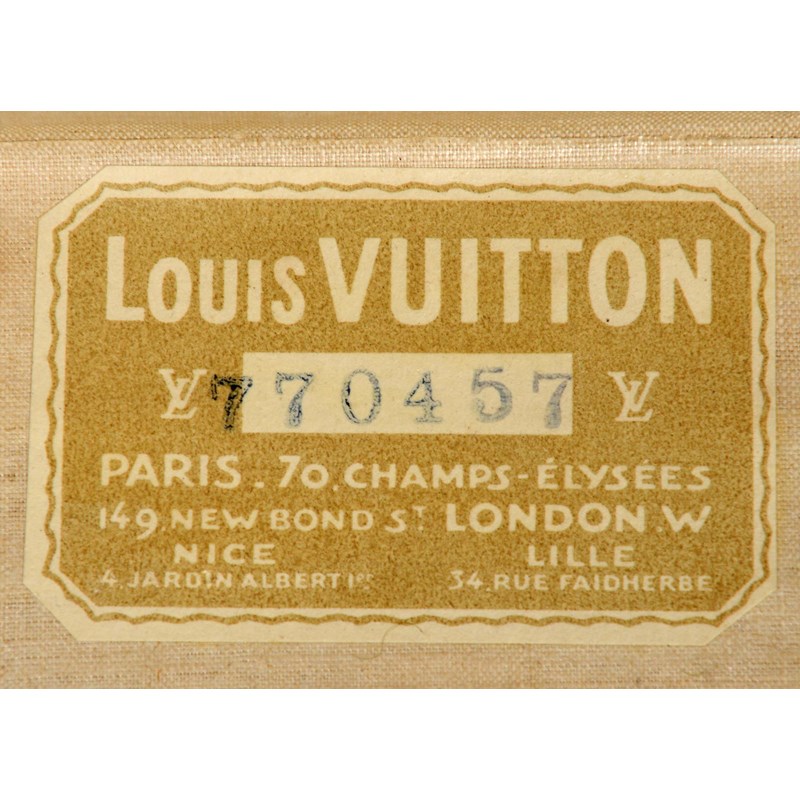 LOUIS VUITTON
LV 770457 LV
PARIS. 70, CHAMPS-ÉLYSÉES
149, NEW BOND ST LONDON.W
NICE LILLE
4. JARDIN ALBERT 1er 34. RUE FAIDHERBE